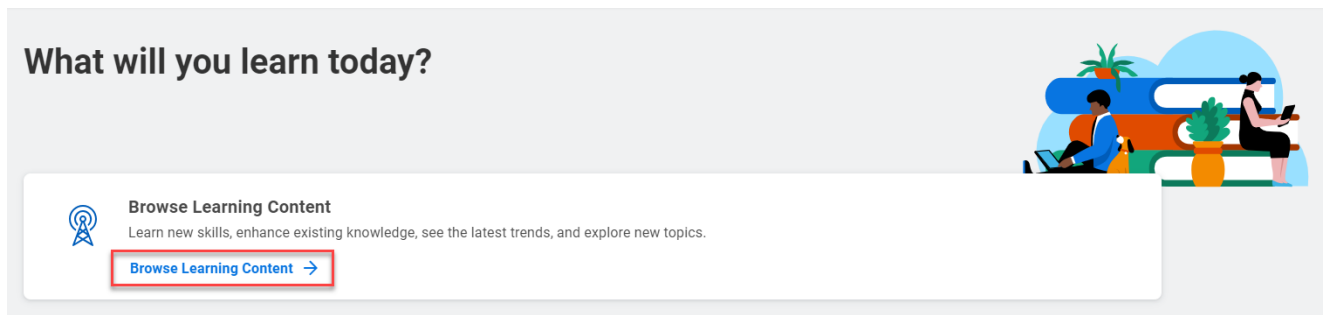 What will you learn today?
Browse Learning Content
Learn new skills, enhance existing knowledge, see the latest trends, and explore new topics.
Browse Learning Content →